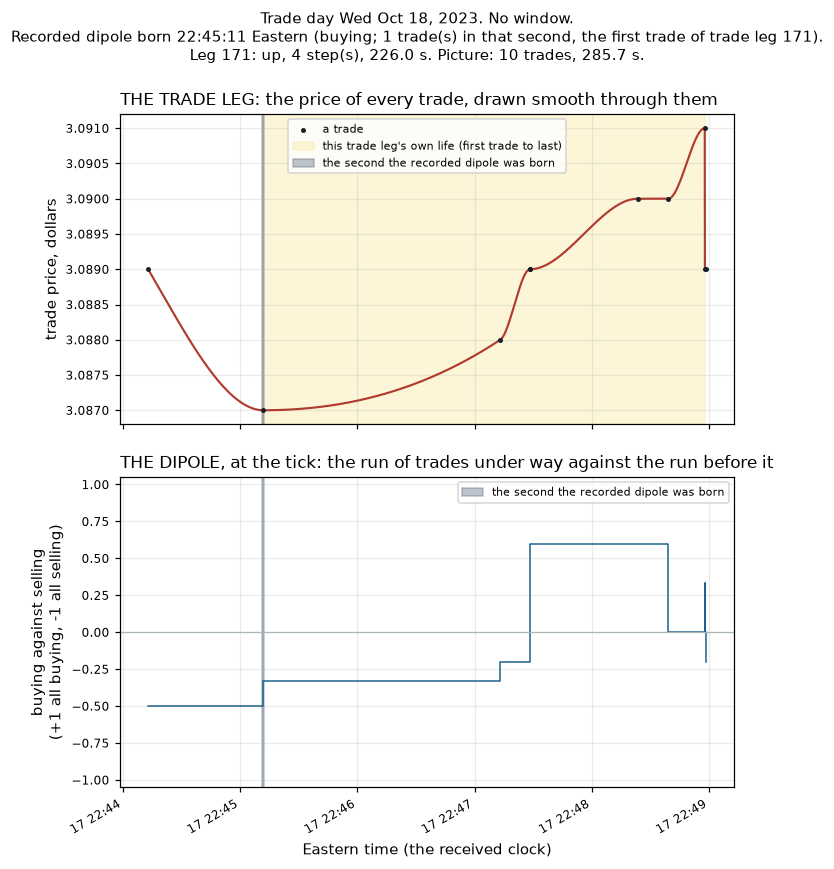 Trade day Wed Oct 18, 2023. No window.
Recorded dipole born 22:45:11 Eastern (buying; 1 trade(s) in that second, the first trade of trade leg 171).
Leg 171: up, 4 step(s), 226.0 s. Picture: 10 trades, 285.7 s.
THE TRADE LEG: the price of every trade, drawn smooth through them
a trade
this trade leg's own life (first trade to last)
the second the recorded dipole was born
3.0910
3.0905
3.0900
3.0895
3.0890
3.0885
3.0880
3.0875
3.0870
trade price, dollars
THE DIPOLE, at the tick: the run of trades under way against the run before it
the second the recorded dipole was born
1.00
0.75
0.50
0.25
0.00
−0.25
−0.50
−0.75
−1.00
buying against selling
(+1 all buying, -1 all selling)
17 22:44
17 22:45
17 22:46
17 22:47
17 22:48
17 22:49
Eastern time (the received clock)